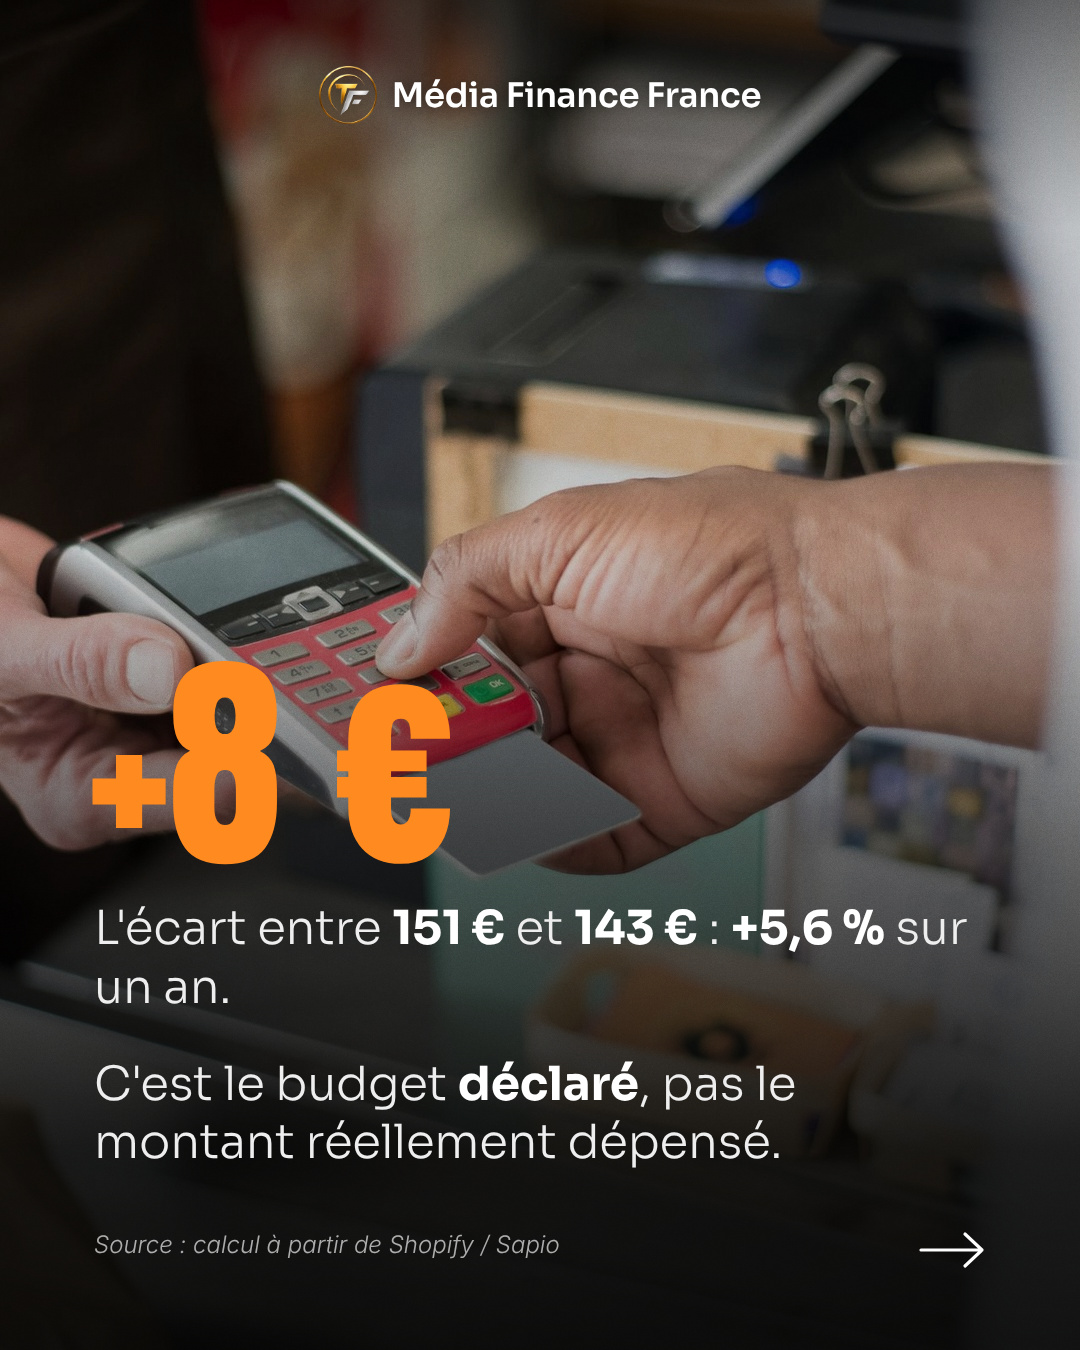 Média Finance France
+8 €
L'écart entre 151 € et 143 € : +5,6 % sur
un an.
C'est le budget déclaré, pas le
montant réellement dépensé.
Source : calcul à partir de Shopify / Sapio